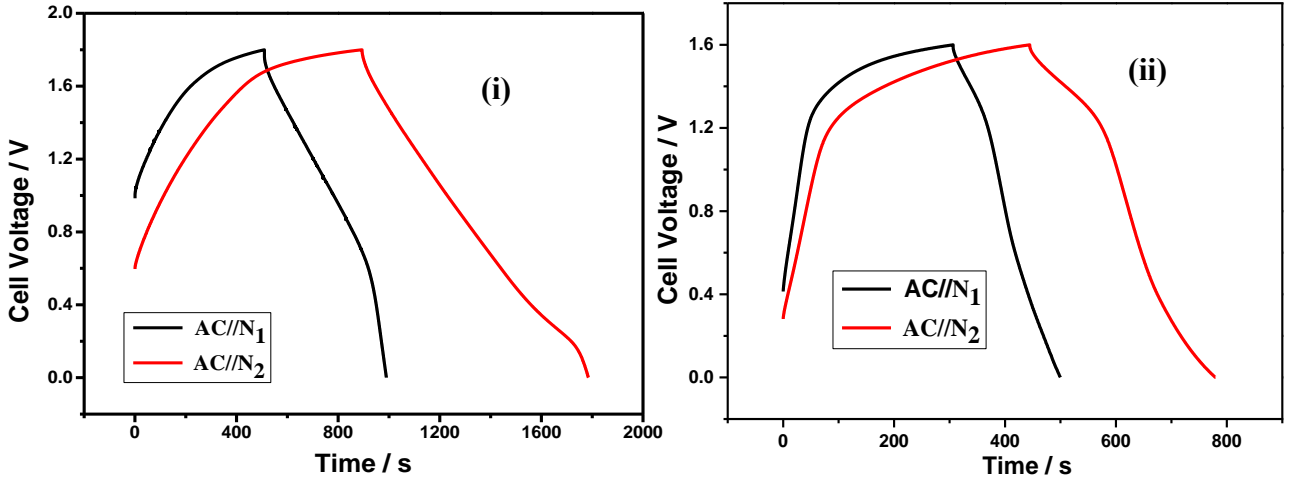 2.0
1.6
1.2
0.8
0.4
0.0
Cell Voltage / V
(i)
AC//N1
AC//N2
0 400 800 1200 1600 2000
Time / s
1.6
1.2
0.8
0.4
0.0
Cell Voltage / V
(ii)
AC//N1
AC//N2
0 200 400 600 800
Time / s